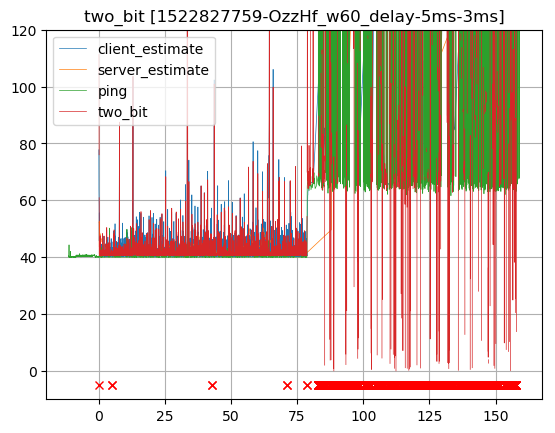 two_bit [1522827759-OzzHf_w60_delay-5ms-3ms]
client_estimate
server_estimate
ping
two_bit
120
100
80
60
40
20
0
0 25 50 75 100 125 150